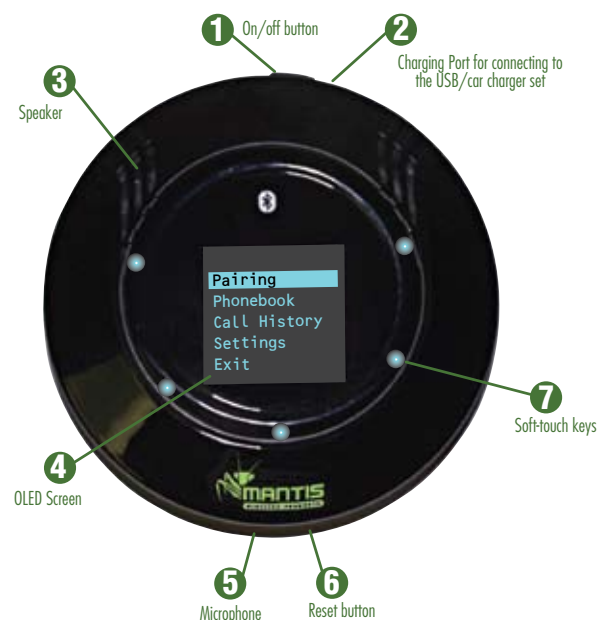 1
On/off button
2
Charging Port for connecting to
the USB/car charger set
3
Speaker
Pairing
Phonebook
Call History
Settings
Exit
7
Soft-touch keys
4
OLED Screen
MANTIS
5
Microphone
6
Reset button